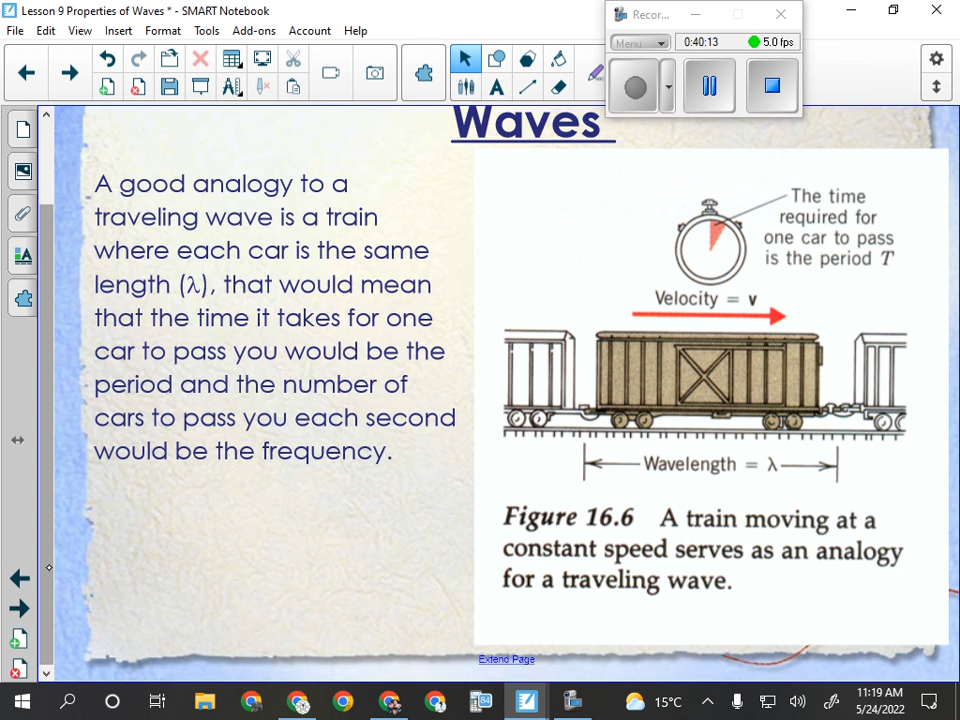 Lesson 9 Properties of Waves * - SMART Notebook
Recor...
File Edit View Insert Format Tools Add-ons Account Help
Menu
0:40:13
5.0 fps
Waves
A good analogy to a
traveling wave is a train
where each car is the same
length (λ), that would mean
that the time it takes for one
car to pass you would be the
period and the number of
cars to pass you each second
would be the frequency.
The time
required for
one car to pass
is the period T
Velocity = v
Wavelength = λ
Figure 16.6 A train moving at a
constant speed serves as an analogy
for a traveling wave.
Extend Page
15°C
11:19 AM
5/24/2022